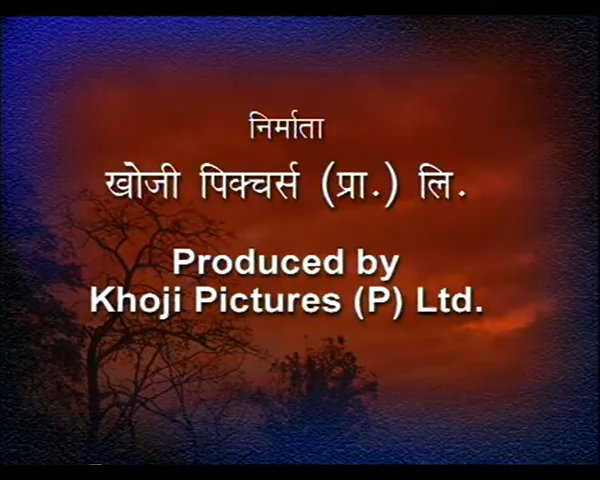 निर्माता
खोजी पिक्चर्स (प्रा.) लि.
Produced by
Khoji Pictures (P) Ltd.